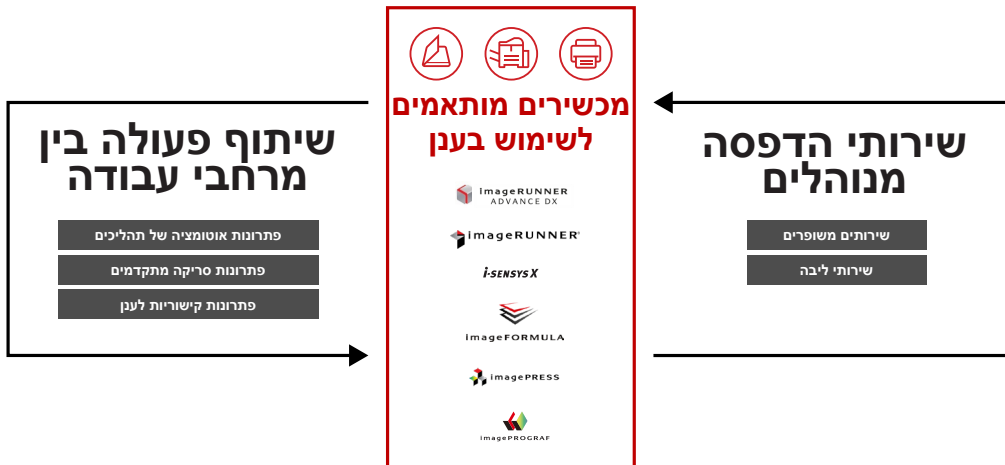 שירותי הדפסה
מנוהלים
שירותים משופרים
שירותי ליבה
מכשירים מותאמים
לשימוש בענן
imageRUNNER
ADVANCE DX
imageRUNNER®
i-SENSYS X
imageFORMULA
imagePRESS
imagePROGRAF
שיתוף פעולה בין
מרחבי עבודה
פתרונות אוטומציה של תהליכים
פתרונות סריקה מתקדמים
פתרונות קישוריות לענן